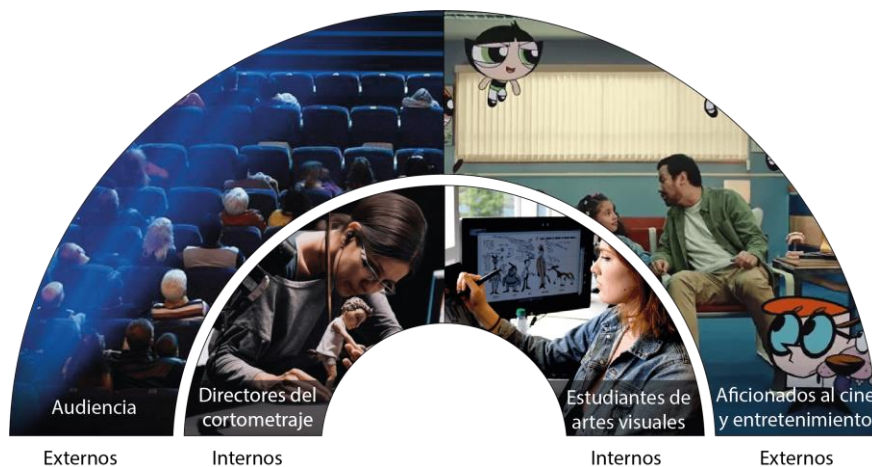 Audiencia
Directores del
cortometraje
Estudiantes de
artes visuales
Aficionados al cine
y entretenimiento
Externos
Internos
Internos
Externos